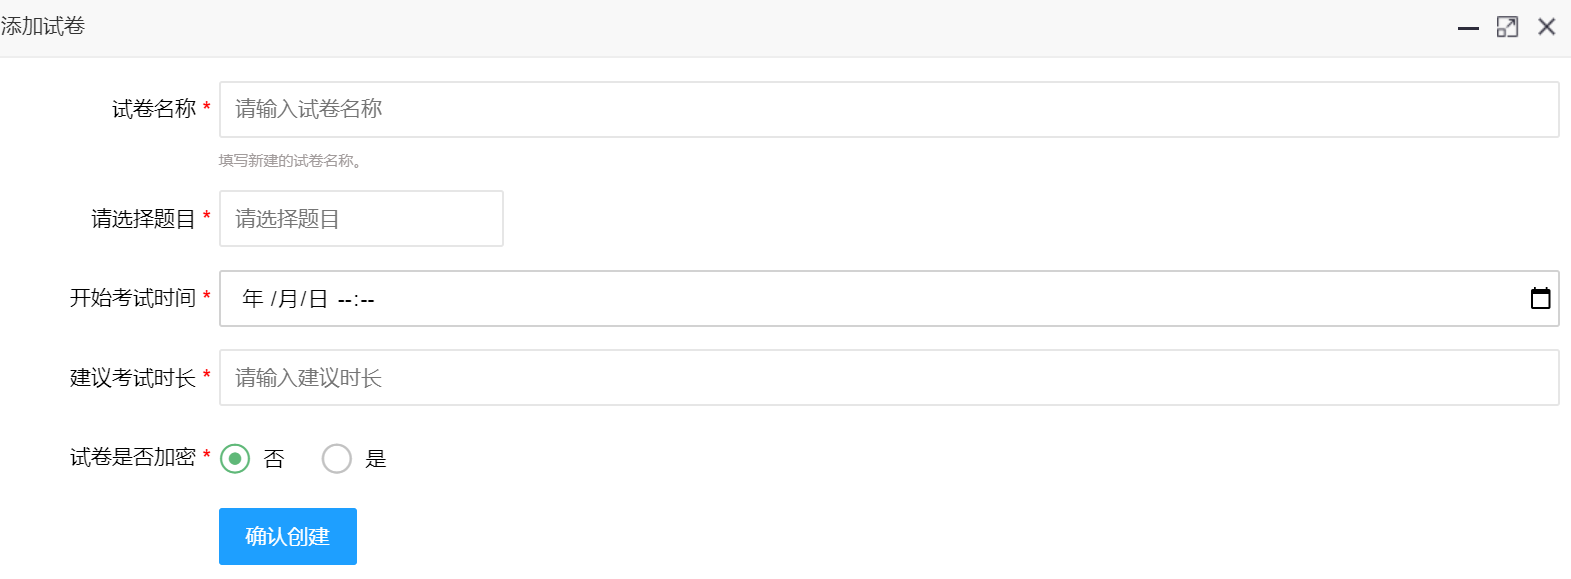 添加试卷
试卷名称 * 请输入试卷名称
填写新建的试卷名称。
请选择题目 * 请选择题目
开始考试时间 * 年 /月/日 --:--
建议考试时长 * 请输入建议时长
试卷是否加密 * 否 是
确认创建